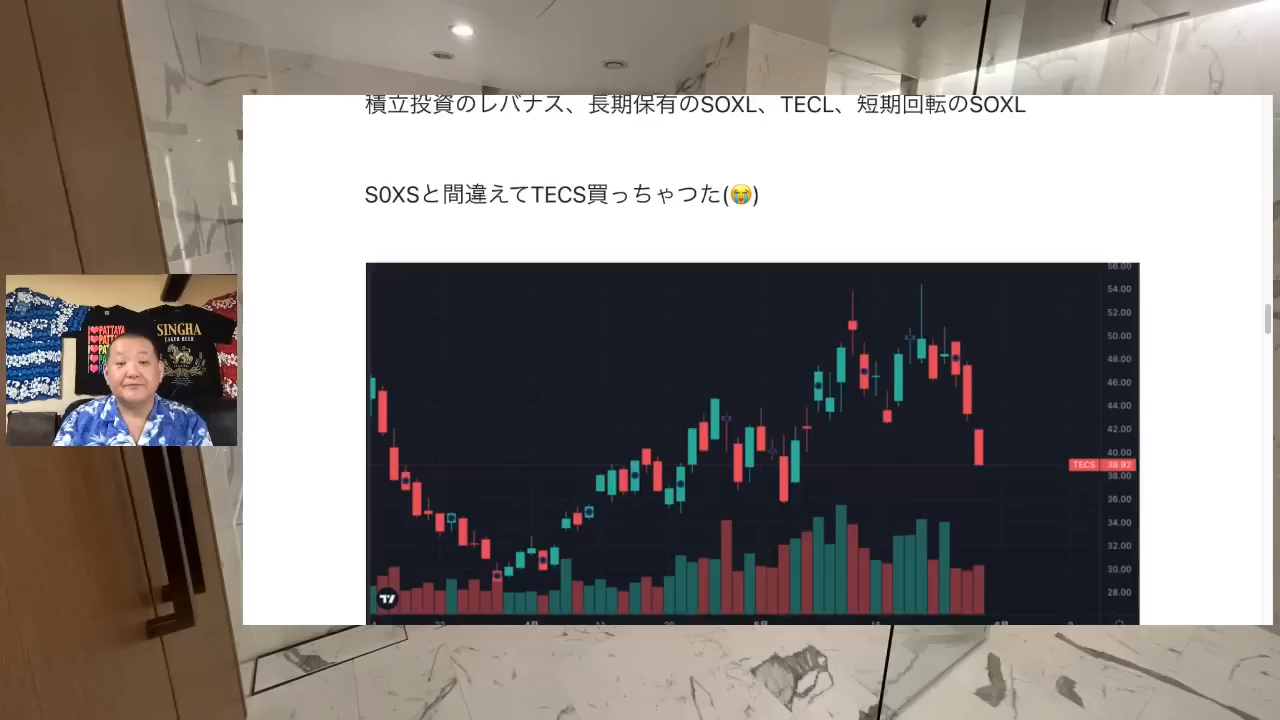 積立投資のレバナス、長期保有のSOXL、TECL、短期回転のSOXL
S0XSと間違えてTECS買っちゃつた(😭)
56.00
54.00
52.00
50.00
48.00
46.00
44.00
42.00
40.00
TECS 38.92
38.00
36.00
34.00
32.00
30.00
28.00
I❤PATTAYA
SINGHA
LAGER BEER